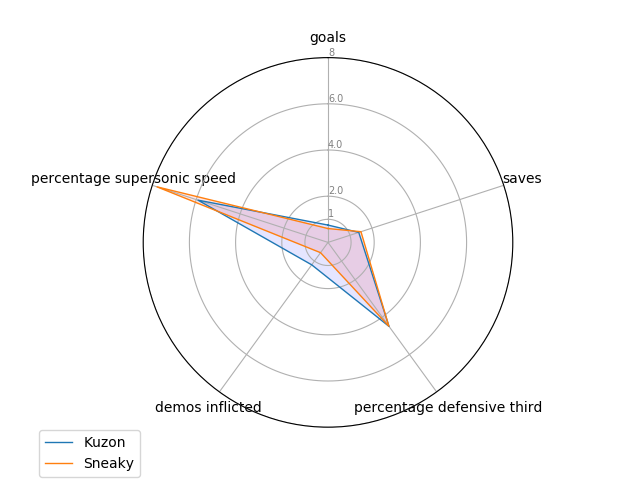 goals
8
6.0
4.0
2.0
1
percentage supersonic speed
saves
demos inflicted
percentage defensive third
Kuzon
Sneaky